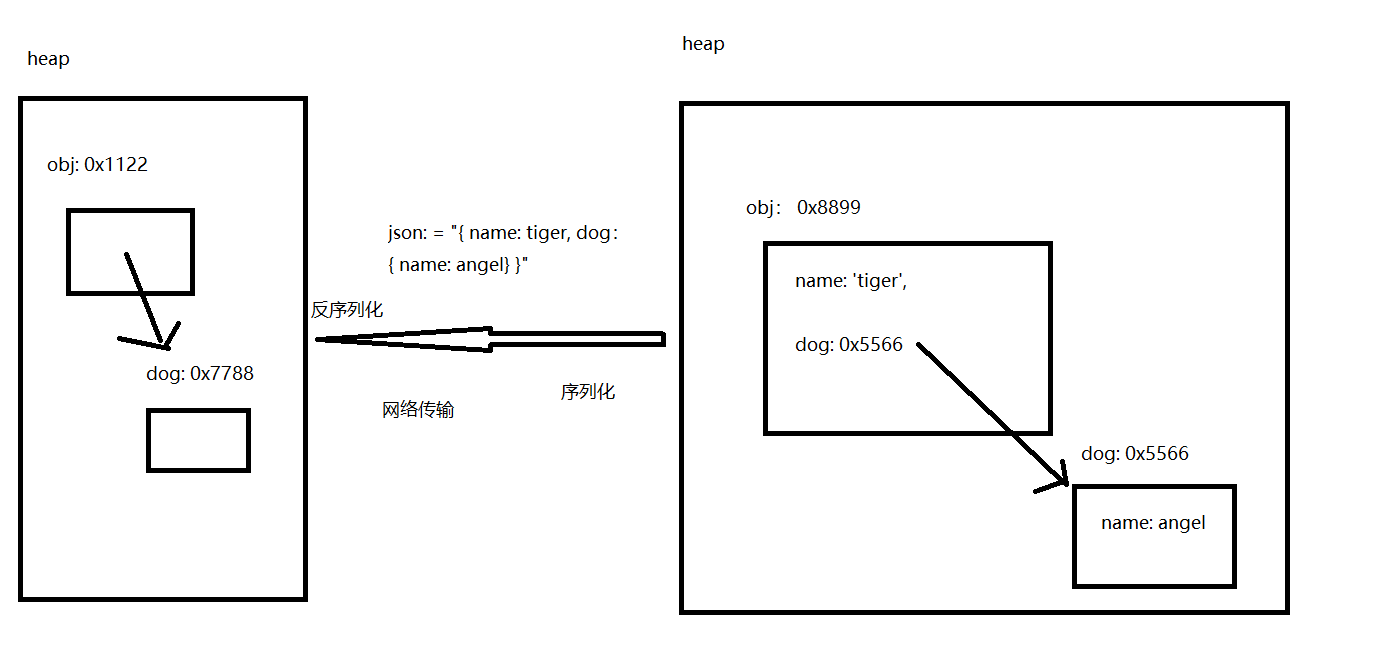 heap
obj: 0x1122
dog: 0x7788
json: = "{ name: tiger, dog：
{ name: angel} }"
反序列化
网络传输
序列化
heap
obj： 0x8899
name: 'tiger',
dog: 0x5566
dog: 0x5566
name: angel